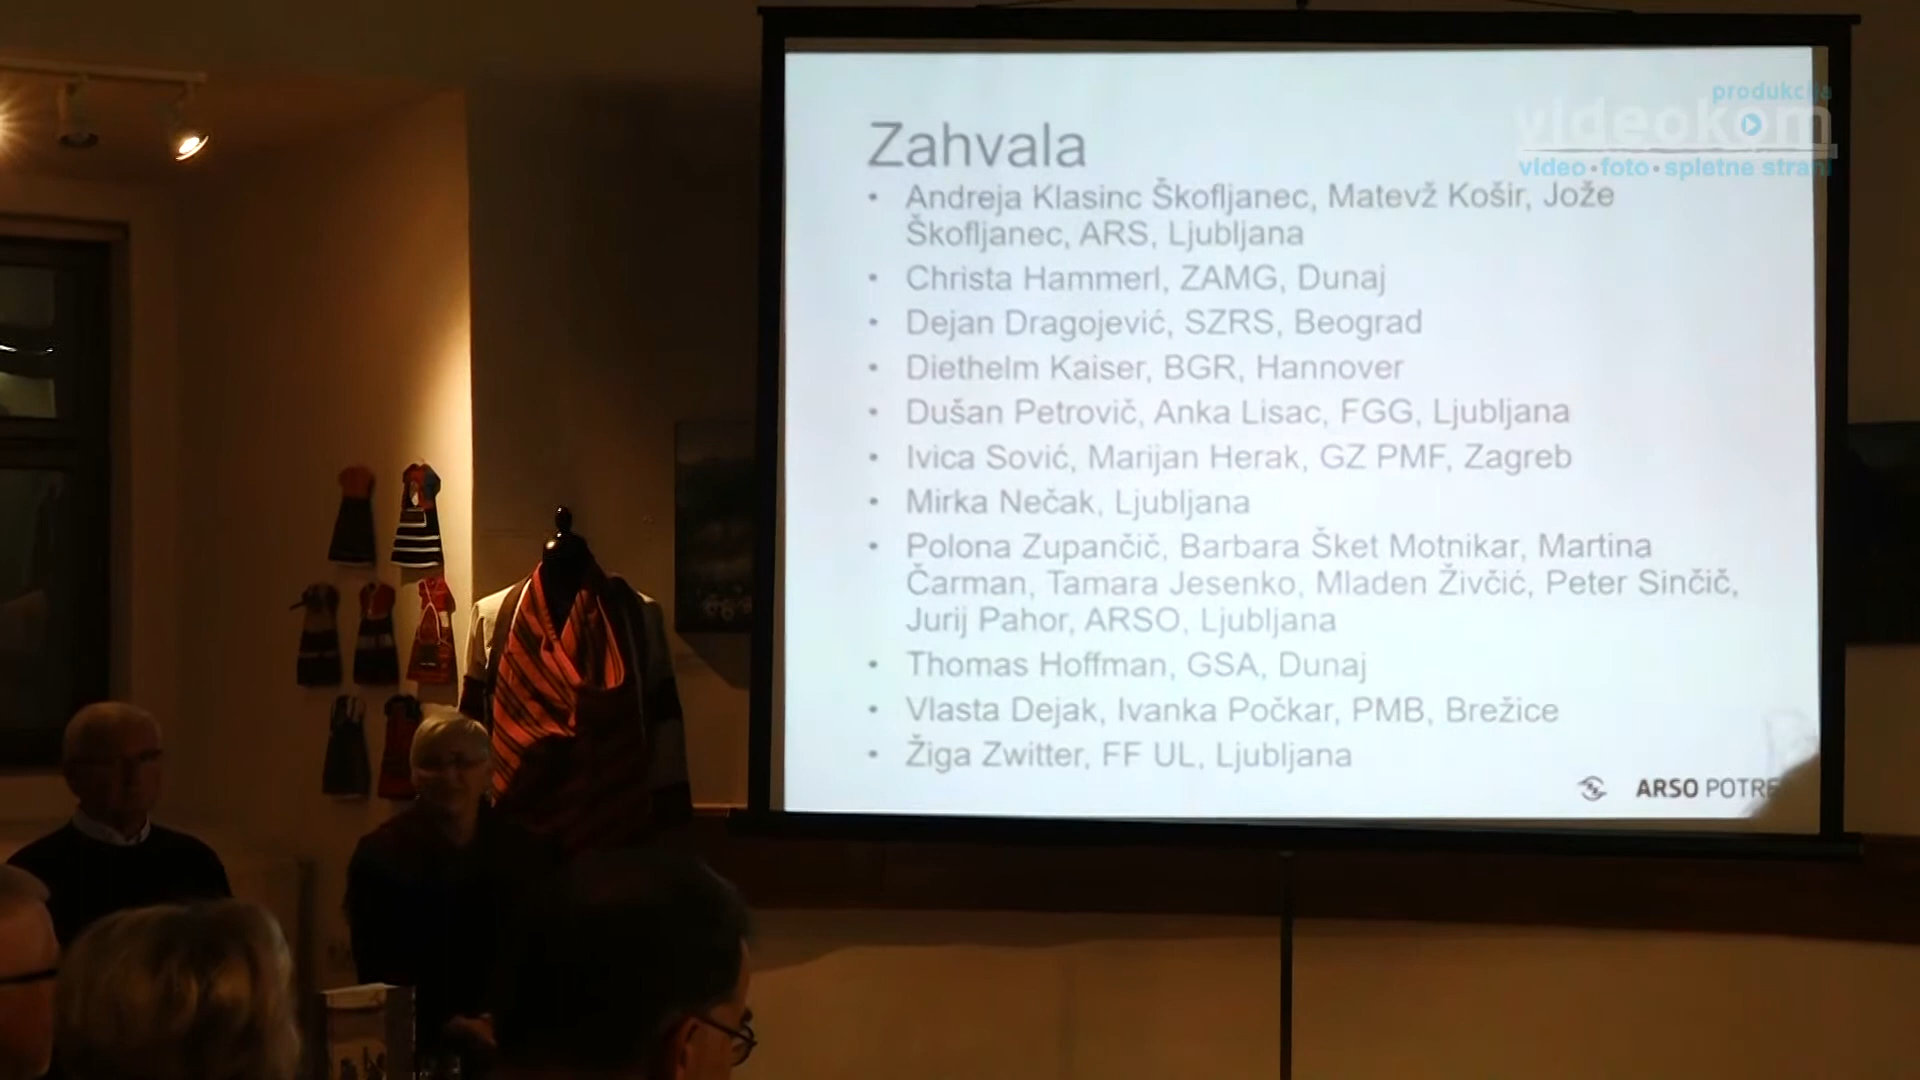 produkcija
videokom
video•foto•spletne strani
Zahvala
• Andreja Klasinc Škofljanec, Matevž Košir, Jože
Škofljanec, ARS, Ljubljana
• Christa Hammerl, ZAMG, Dunaj
• Dejan Dragojević, SZRS, Beograd
• Diethelm Kaiser, BGR, Hannover
• Dušan Petrovič, Anka Lisac, FGG, Ljubljana
• Ivica Sović, Marijan Herak, GZ PMF, Zagreb
• Mirka Nečak, Ljubljana
• Polona Zupančič, Barbara Šket Motnikar, Martina
Čarman, Tamara Jesenko, Mladen Živčić, Peter Sinčič,
Jurij Pahor, ARSO, Ljubljana
• Thomas Hoffman, GSA, Dunaj
• Vlasta Dejak, Ivanka Počkar, PMB, Brežice
• Žiga Zwitter, FF UL, Ljubljana
ARSO POTRE